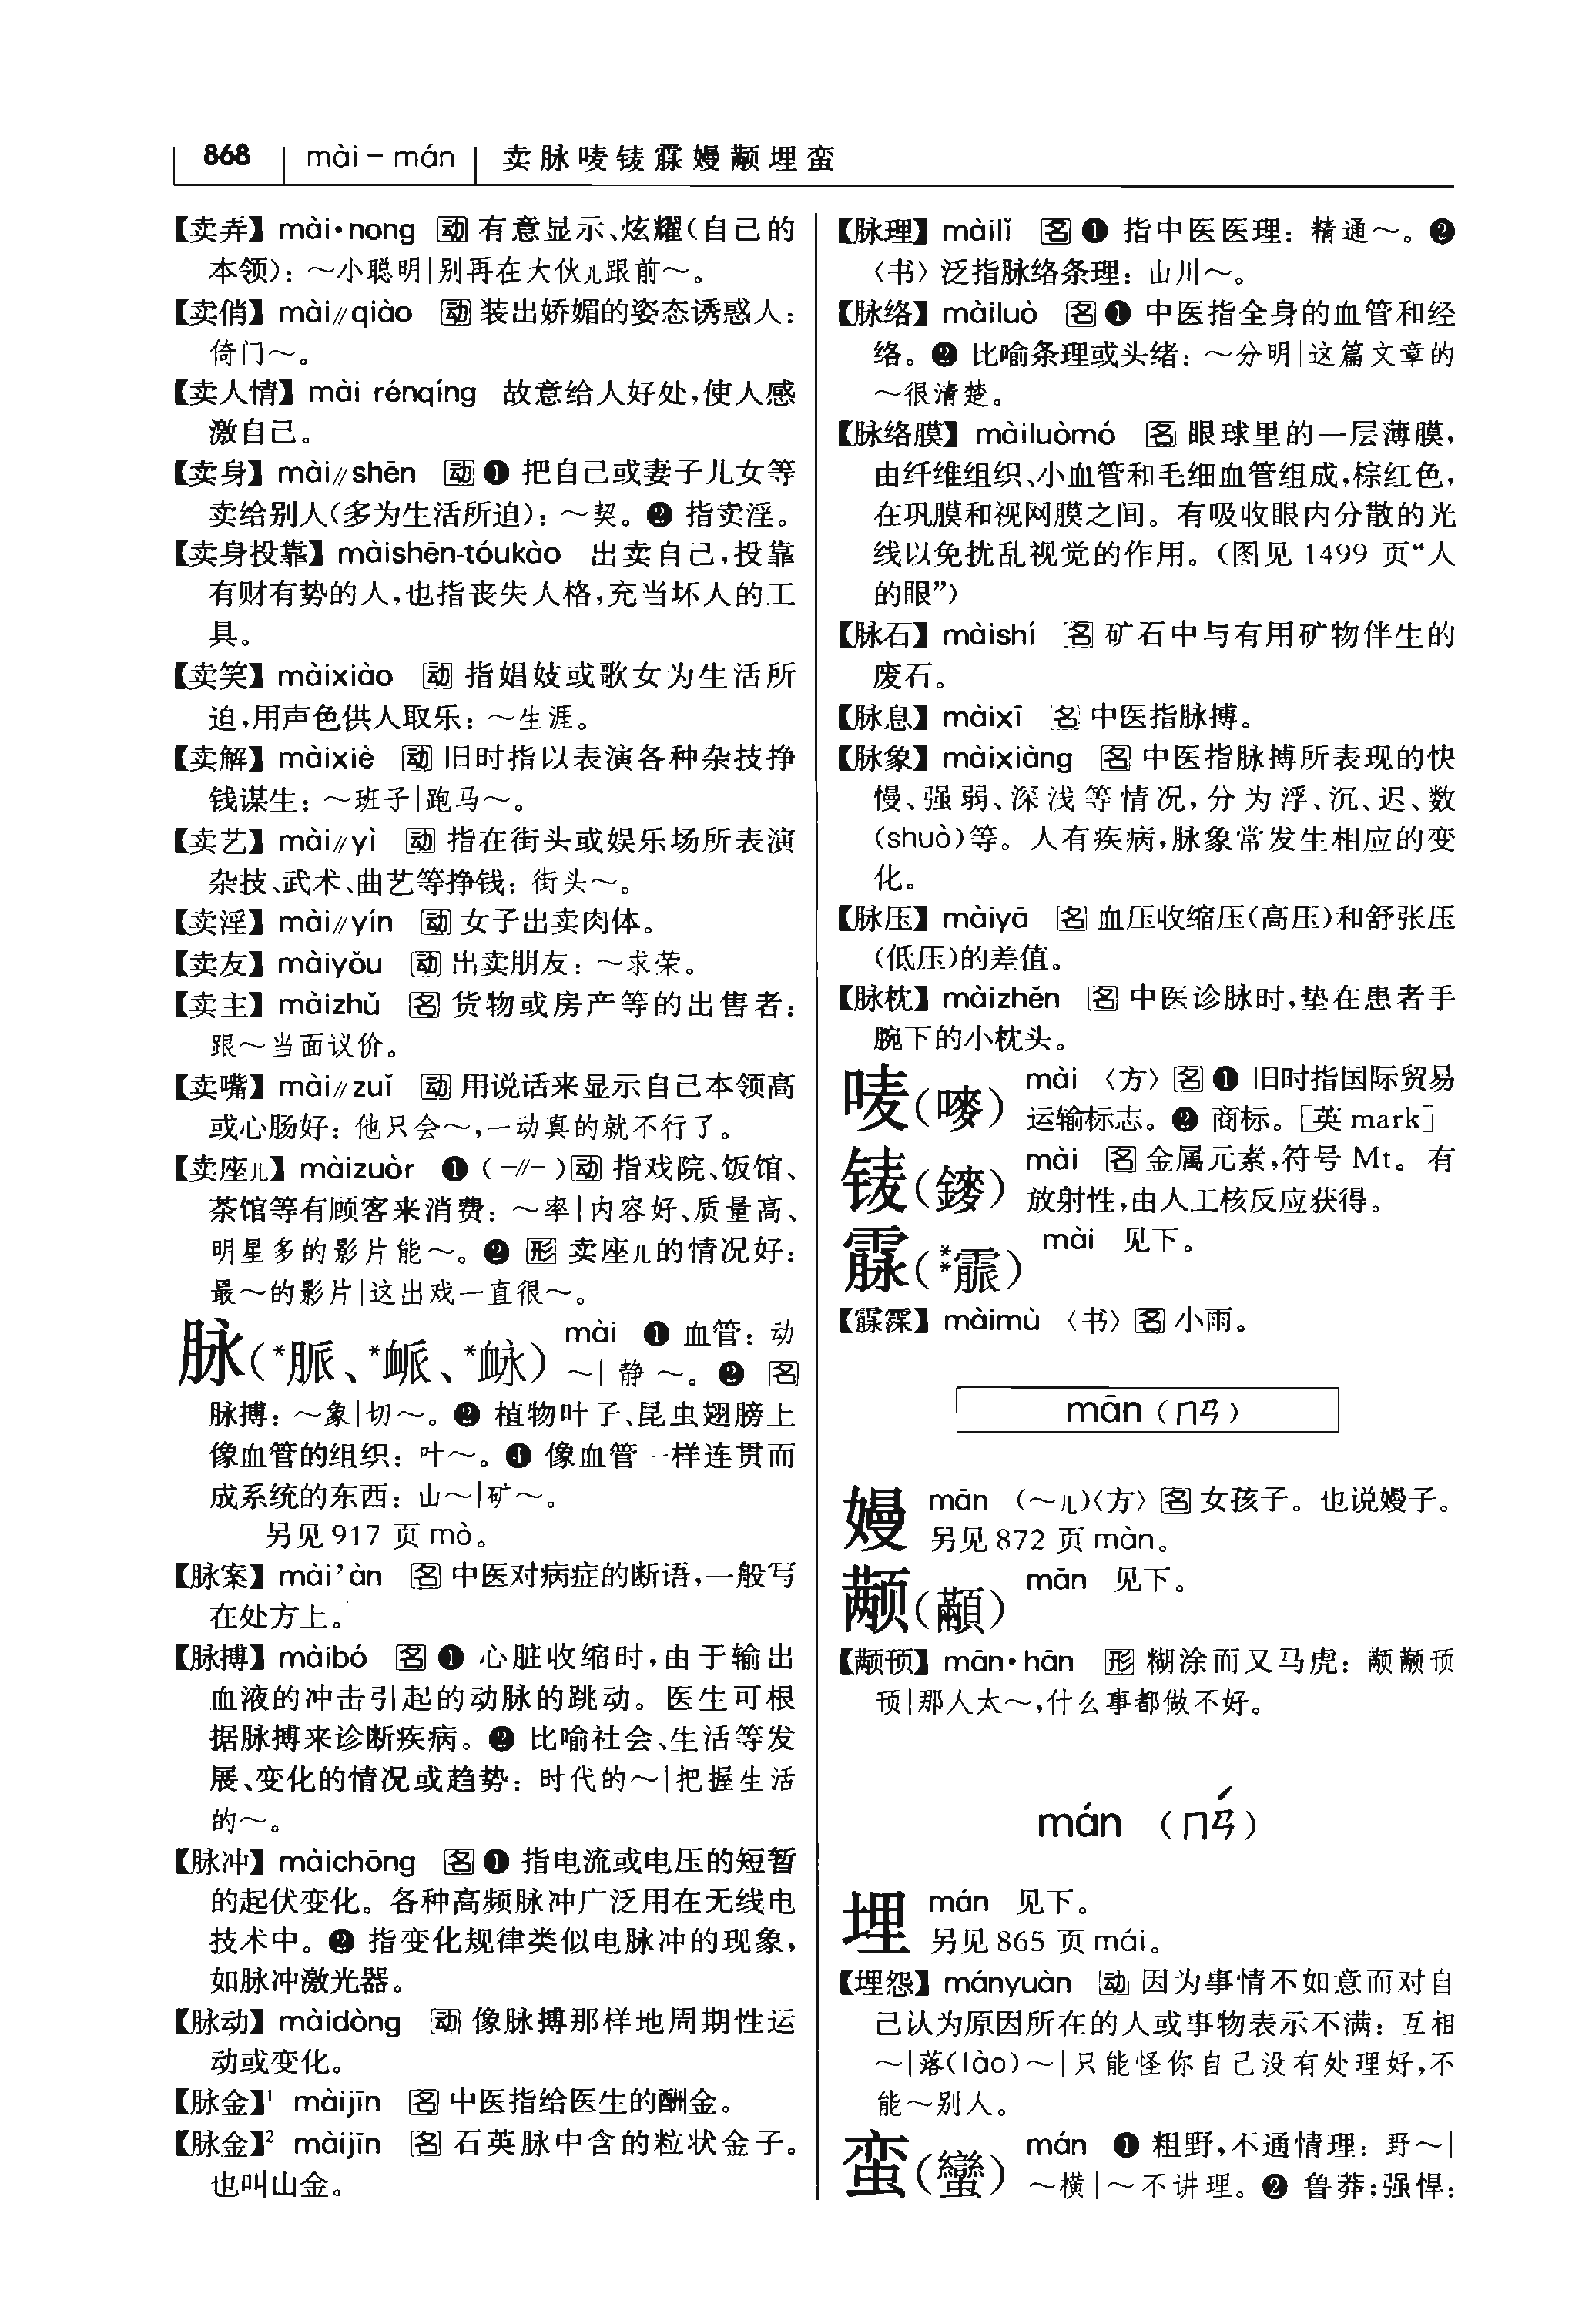 868 mài – mán 卖脉唛䥑霡嫚颟埋蛮
【卖弄】 mài·nong 动 有意显示、炫耀(自己的
本领)：～小聪明|别再在大伙儿跟前～。
【卖俏】 mài∥qiào 动 装出娇媚的姿态诱惑人：
倚门～。
【卖人情】 mài rénqíng 故意给人好处,使人感
激自己。
【卖身】 mài∥shēn 动 ❶ 把自己或妻子儿女等
卖给别人(多为生活所迫)：～契。❷ 指卖淫。
【卖身投靠】 màishēn-tóukào 出卖自己,投靠
有财有势的人,也指丧失人格,充当坏人的工
具。
【卖笑】 màixiào 动 指娼妓或歌女为生活所
迫,用声色供人取乐：～生涯。
【卖解】 màixiè 动 旧时指以表演各种杂技挣
钱谋生：～班子|跑马～。
【卖艺】 mài∥yì 动 指在街头或娱乐场所表演
杂技、武术、曲艺等挣钱：街头～。
【卖淫】 mài∥yín 动 女子出卖肉体。
【卖友】 màiyǒu 动 出卖朋友：～求荣。
【卖主】 màizhǔ 名 货物或房产等的出售者：
跟～当面议价。
【卖嘴】 mài∥zuǐ 动 用说话来显示自己本领高
或心肠好：他只会～,一动真的就不行了。
【卖座儿】 màizuòr ❶ (-∥-)动 指戏院、饭馆、
茶馆等有顾客来消费：～率|内容好、质量高、
明星多的影片能～。❷ 形 卖座儿的情况好：
最～的影片|这出戏一直很～。
脉(*脈、*衇、*䘑) mài ❶ 血管：动
～|静～。❷ 名
脉搏：～象|切～。❷ 植物叶子、昆虫翅膀上
像血管的组织：叶～。❹ 像血管一样连贯而
成系统的东西：山～|矿～。
另见917 页 mò。
【脉案】 mài'àn 名 中医对病症的断语,一般写
在处方上。
【脉搏】 màibó 名 ❶ 心脏收缩时,由于输出
血液的冲击引起的动脉的跳动。医生可根
据脉搏来诊断疾病。❷ 比喻社会、生活等发
展、变化的情况或趋势：时代的～|把握生活
的～。
【脉冲】 màichōng 名 ❶ 指电流或电压的短暂
的起伏变化。各种高频脉冲广泛用在无线电
技术中。❷ 指变化规律类似电脉冲的现象,
如脉冲激光器。
【脉动】 màidòng 动 像脉搏那样地周期性运
动或变化。
【脉金】¹ màijīn 名 中医指给医生的酬金。
【脉金】² màijīn 名 石英脉中含的粒状金子。
也叫山金。
【脉理】 màilǐ 名 ❶ 指中医医理：精通～。❷
〈书〉泛指脉络条理：山川～。
【脉络】 màiluò 名 ❶ 中医指全身的血管和经
络。❷ 比喻条理或头绪：～分明|这篇文章的
～很清楚。
【脉络膜】 màiluòmó 名 眼球里的一层薄膜,
由纤维组织、小血管和毛细血管组成,棕红色,
在巩膜和视网膜之间。有吸收眼内分散的光
线以免扰乱视觉的作用。(图见 1499 页“人
的眼”)
【脉石】 màishí 名 矿石中与有用矿物伴生的
废石。
【脉息】 màixī 名 中医指脉搏。
【脉象】 màixiàng 名 中医指脉搏所表现的快
慢、强弱、深浅等情况,分为浮、沉、迟、数
(shuò)等。人有疾病,脉象常发生相应的变
化。
【脉压】 màiyā 名 血压收缩压(高压)和舒张压
(低压)的差值。
【脉枕】 màizhěn 名 中医诊脉时,垫在患者手
腕下的小枕头。
唛(嘜) mài 〈方〉名 ❶ 旧时指国际贸易
运输标志。❷ 商标。[英 mark]
䥑(鿏) mài 名 金属元素,符号 Mt。有
放射性,由人工核反应获得。
霡(**霢) mài 见下。
【霡霂】 màimù 〈书〉名 小雨。
mān (ㄇㄢ)
嫚 mān (～儿)〈方〉名 女孩子。也说嫚子。
另见872 页 màn。
颟(顢) mān 见下。
【颟顸】 mān·hān 形 糊涂而又马虎：颟颟顸
顸|那人太～,什么事都做不好。
mán (ㄇㄢˊ)
埋 mán 见下。
另见865 页 mái。
【埋怨】 mányuàn 动 因为事情不如意而对自
己认为原因所在的人或事物表示不满：互相
～|落(lào)～|只能怪你自己没有处理好,不
能～别人。
蛮(蠻) mán ❶ 粗野,不通情理：野～|
～横|～不讲理。❷ 鲁莽;强悍：